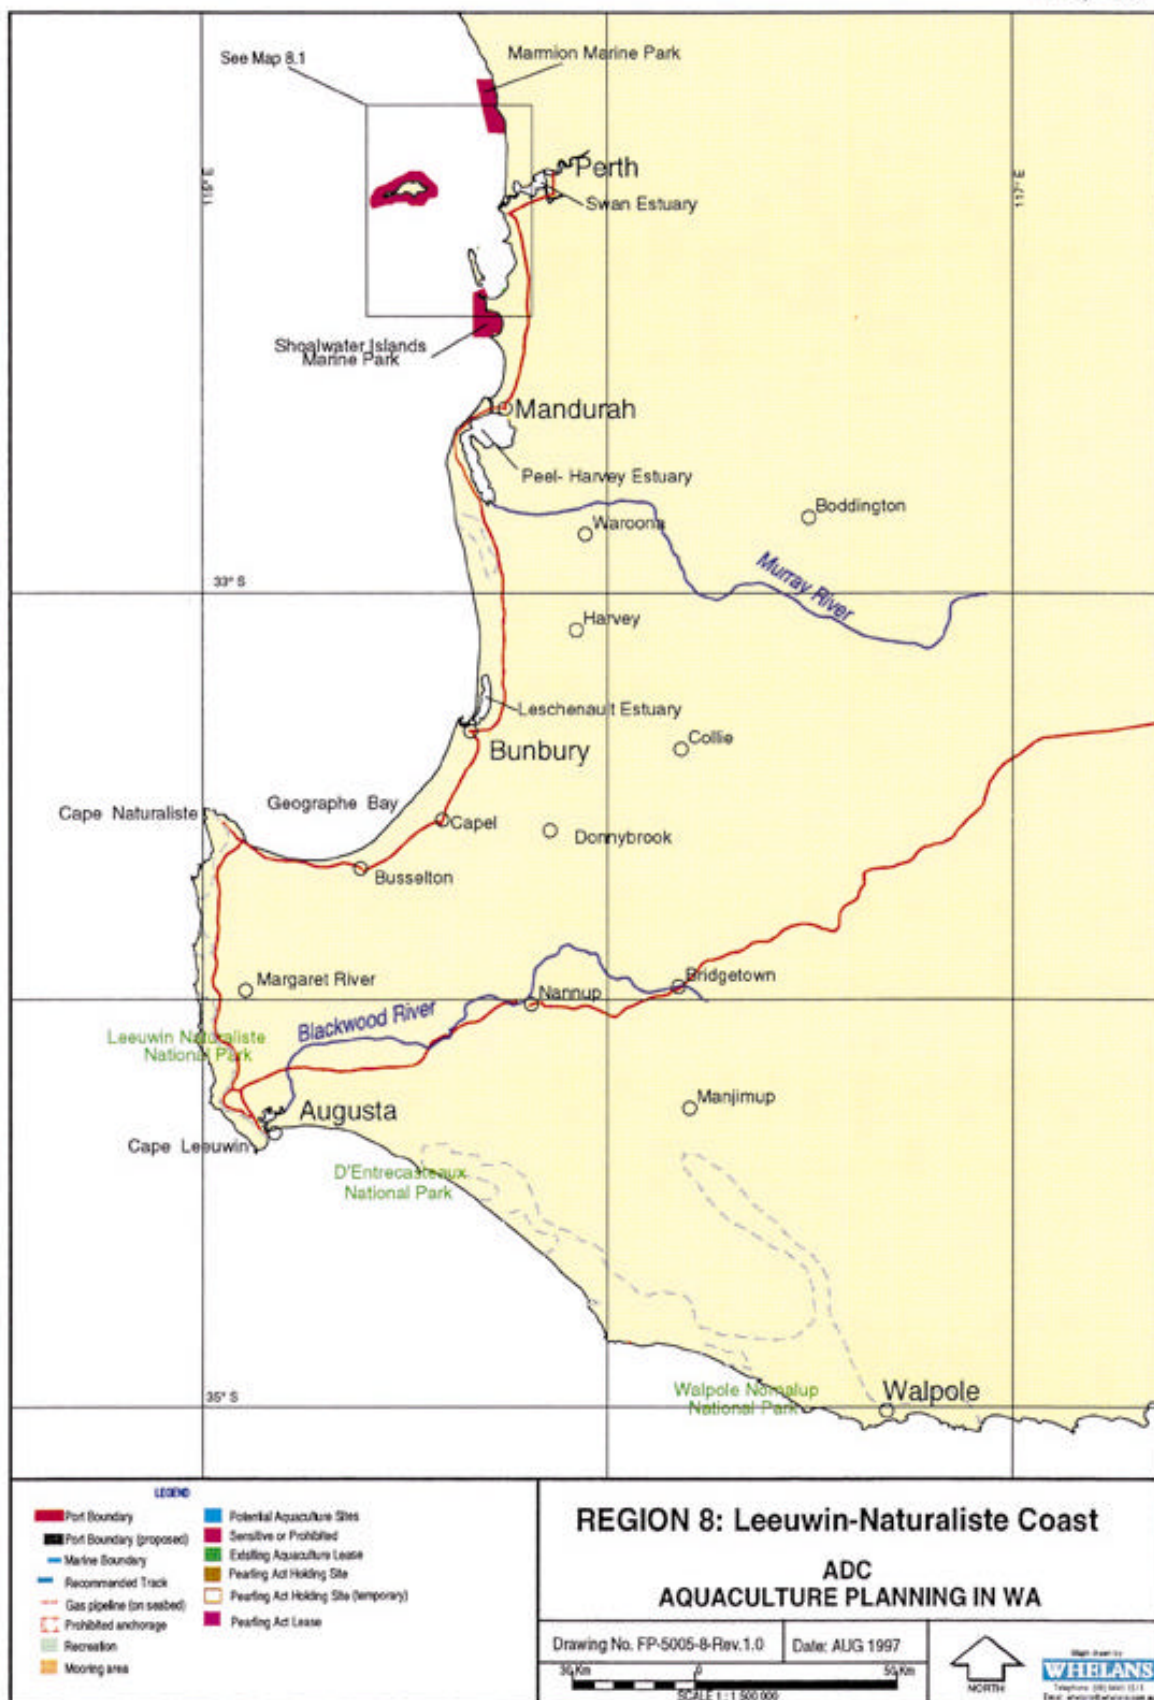 Marmion Marine Park
See Map 8.1
115° E
117° E
Perth
Swan Estuary
Shoalwater Islands
Marine Park
Mandurah
Peel- Harvey Estuary
Boddington
Waroona
Murray River
33° S
Harvey
Leschenault Estuary
Collie
Bunbury
Geographe Bay
Cape Naturaliste
Capel
Donnybrook
Busselton
Margaret River
Bridgetown
Nannup
Blackwood River
Leeuwin Naturaliste
National Park
Manjimup
Augusta
Cape Leeuwin
D'Entrecasteaux
National Park
Walpole Nornalup
National Park
Walpole
35° S
LEGEND
Port Boundary
Port Boundary (proposed)
Marine Boundary
Recommended Track
Gas pipeline (on seabed)
Prohibited anchorage
Recreation
Mooring area
Potential Aquaculture Sites
Sensitive or Prohibited
Existing Aquaculture Lease
Pearling Act Holding Site
Pearling Act Holding Site (temporary)
Pearling Act Lease
REGION 8: Leeuwin-Naturaliste Coast
ADC
AQUACULTURE PLANNING IN WA
Drawing No. FP-5005-8-Rev.1.0
Date: AUG 1997
30 Km
0
50 Km
SCALE 1 : 1 500 000
NORTH
WHELANS